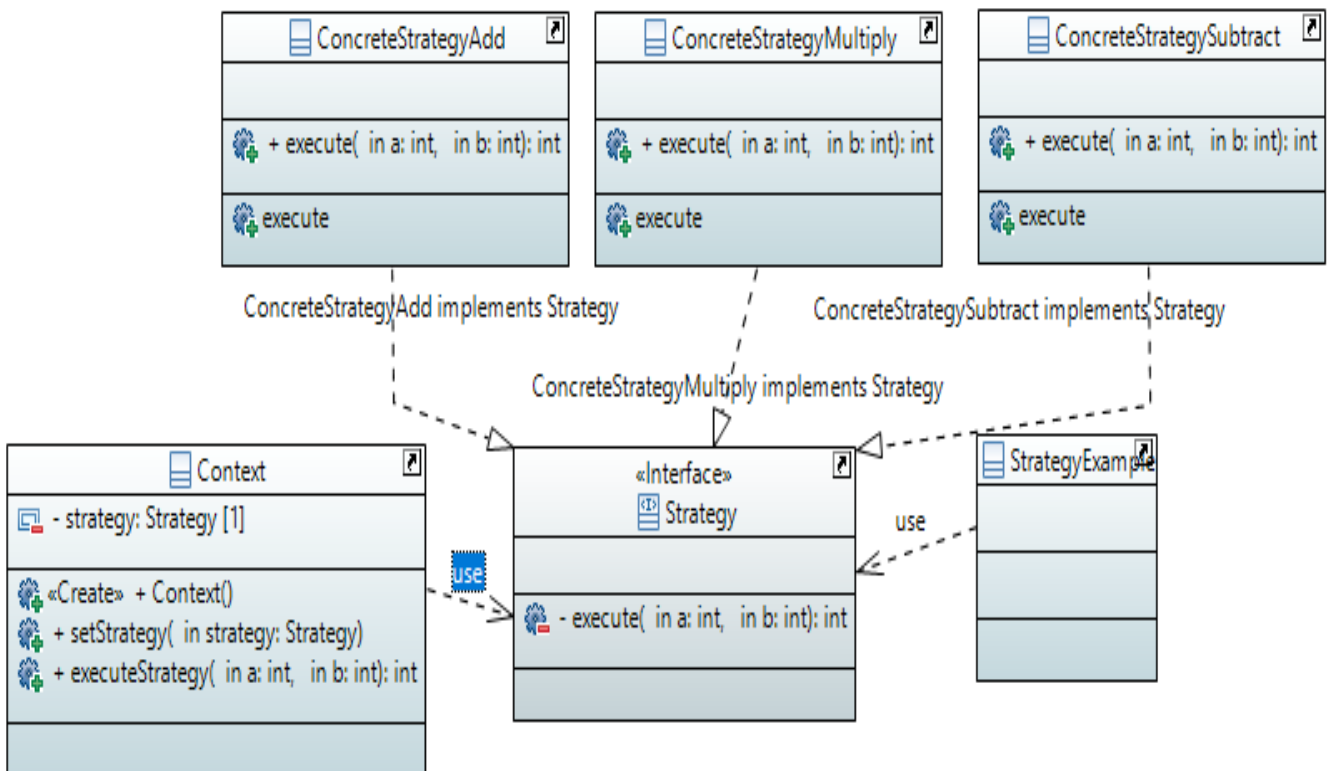 ConcreteStrategyAdd
+ execute( in a: int, in b: int): int
execute
ConcreteStrategyMultiply
+ execute( in a: int, in b: int): int
execute
ConcreteStrategySubtract
+ execute( in a: int, in b: int): int
execute
ConcreteStrategyAdd implements Strategy
ConcreteStrategySubtract implements Strategy
ConcreteStrategyMultiply implements Strategy
Context
- strategy: Strategy [1]
«Create» + Context()
+ setStrategy( in strategy: Strategy)
+ executeStrategy( in a: int, in b: int): int
use
«Interface»
Strategy
- execute( in a: int, in b: int): int
use
StrategyExample